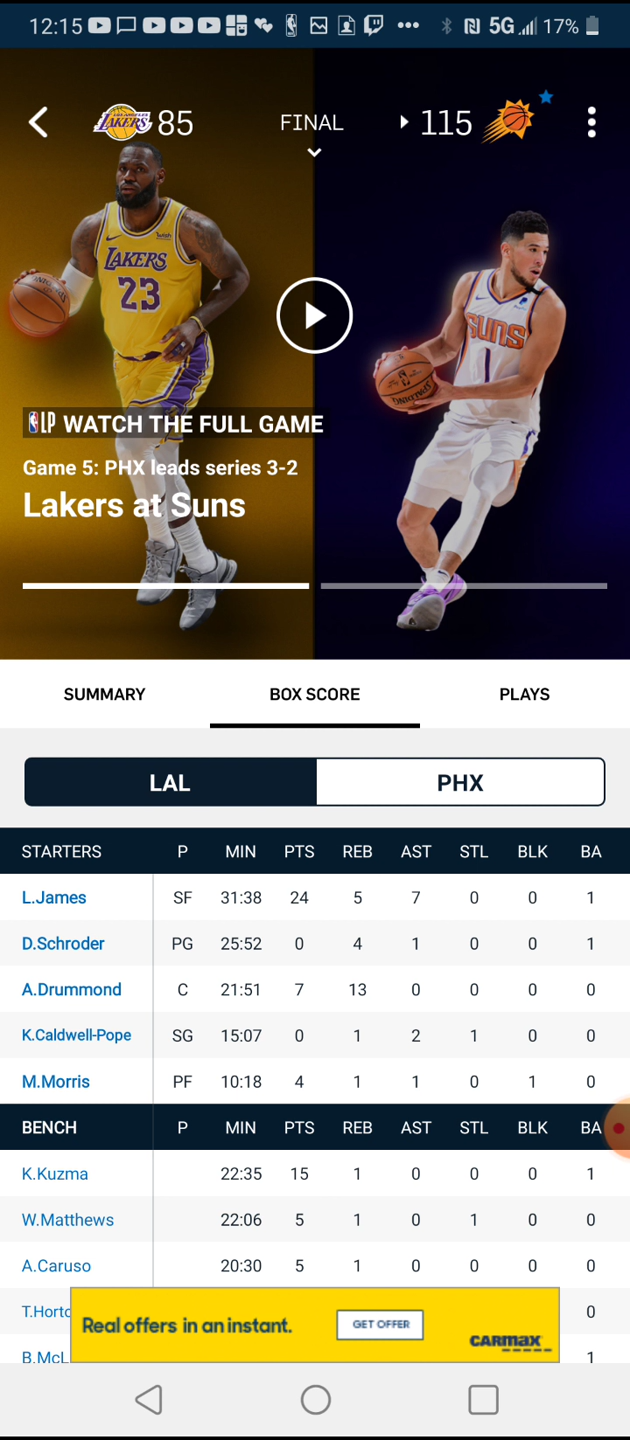 12:15 5G 17%
LAKERS 85 FINAL 115
LAKERS
23
SUNS
1
LP WATCH THE FULL GAME
Game 5: PHX leads series 3-2
Lakers at Suns
SUMMARY BOX SCORE PLAYS
LAL PHX
STARTERS P MIN PTS REB AST STL BLK BA
L.James SF 31:38 24 5 7 0 0 1
D.Schroder PG 25:52 0 4 1 0 0 1
A.Drummond C 21:51 7 13 0 0 0 0
K.Caldwell-Pope SG 15:07 0 1 2 1 0 0
M.Morris PF 10:18 4 1 1 0 1 0
BENCH P MIN PTS REB AST STL BLK BA
K.Kuzma 22:35 15 1 0 0 0 1
W.Matthews 22:06 5 1 0 1 0 0
A.Caruso 20:30 5 1 0 0 0 0
T.Horto 0
B.McL 1
Real offers in an instant. GET OFFER CARMAX